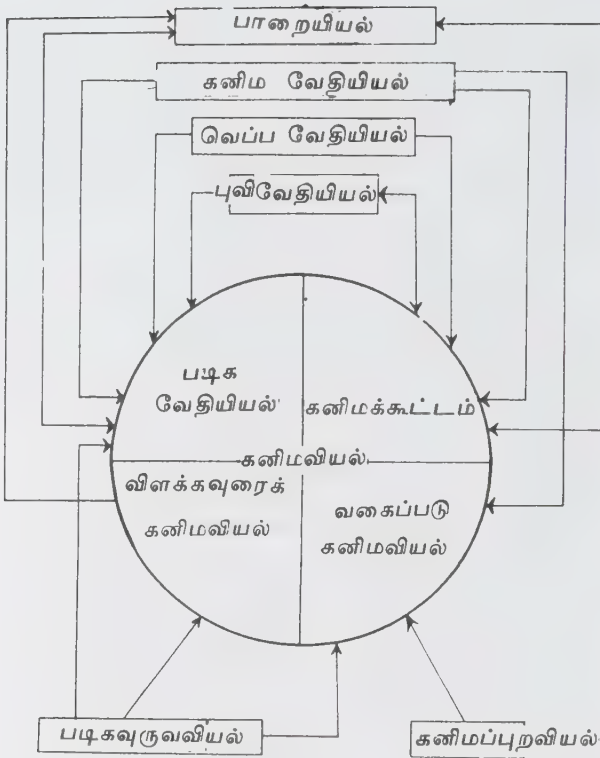 பாறையியல்
கனிம வேதியியல்
வெப்ப வேதியியல்
புவிவேதியியல்
படிக
வேதியியல்
கனிமக்கூட்டம்
கனிமவியல்
விளக்கவுரைக்
கனிமவியல்
வகைப்படு
கனிமவியல்
படிகவுருவவியல்
கனிமப்புறவியல்